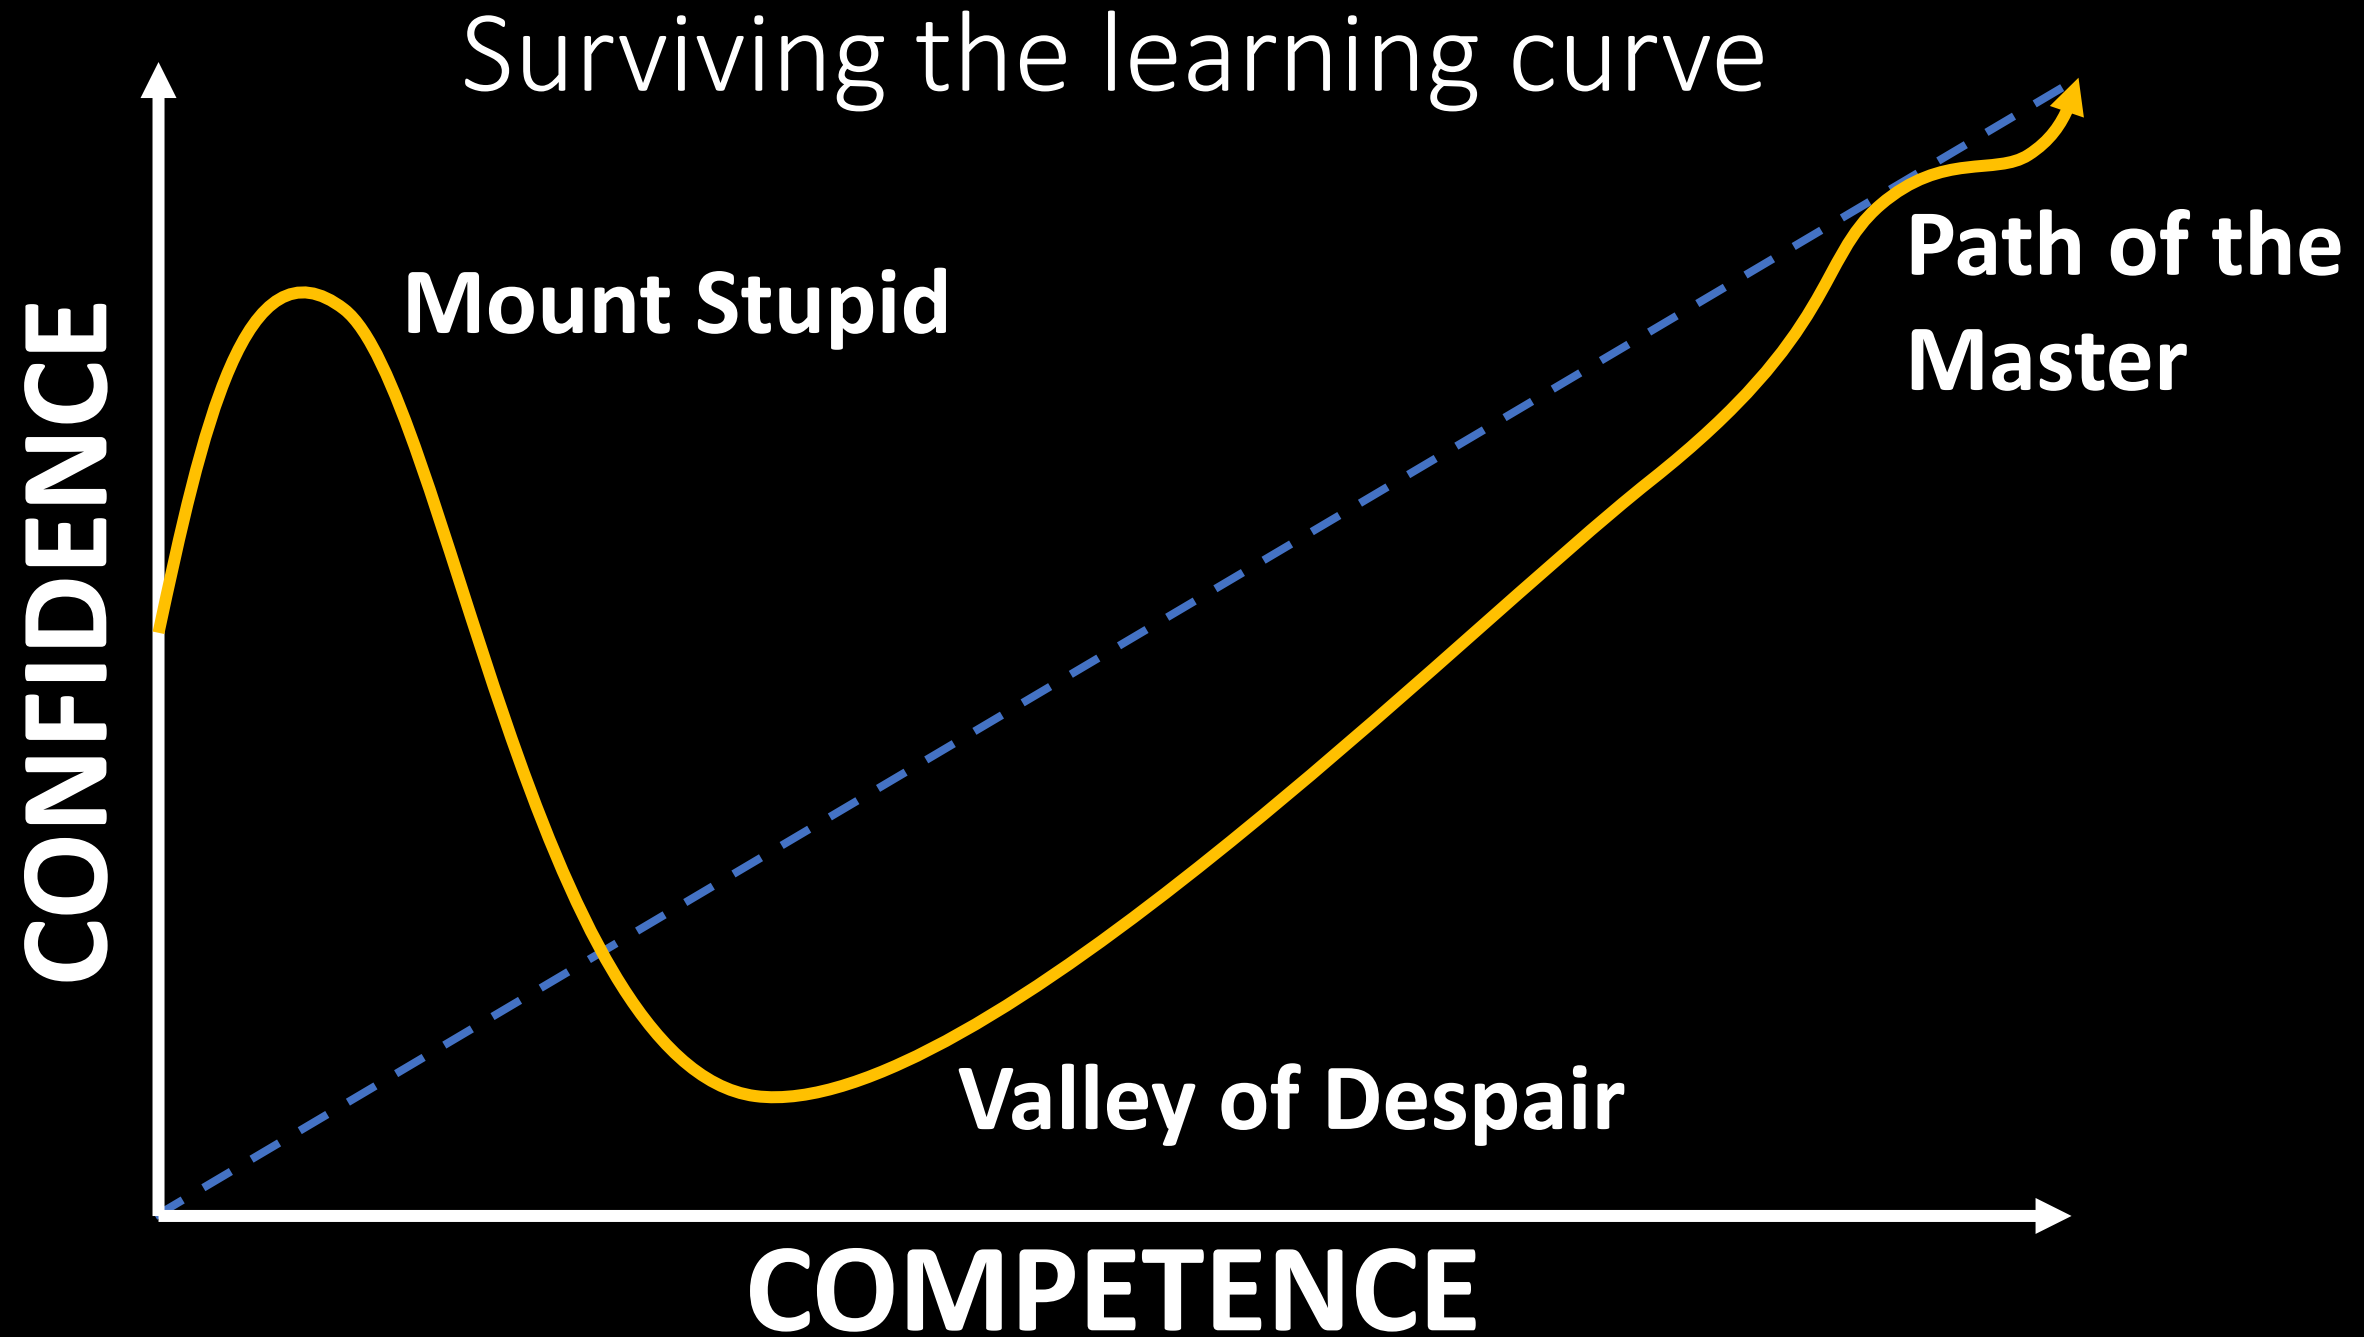 Surviving the learning curve
Mount Stupid
Path of the
Master
CONFIDENCE
Valley of Despair
COMPETENCE